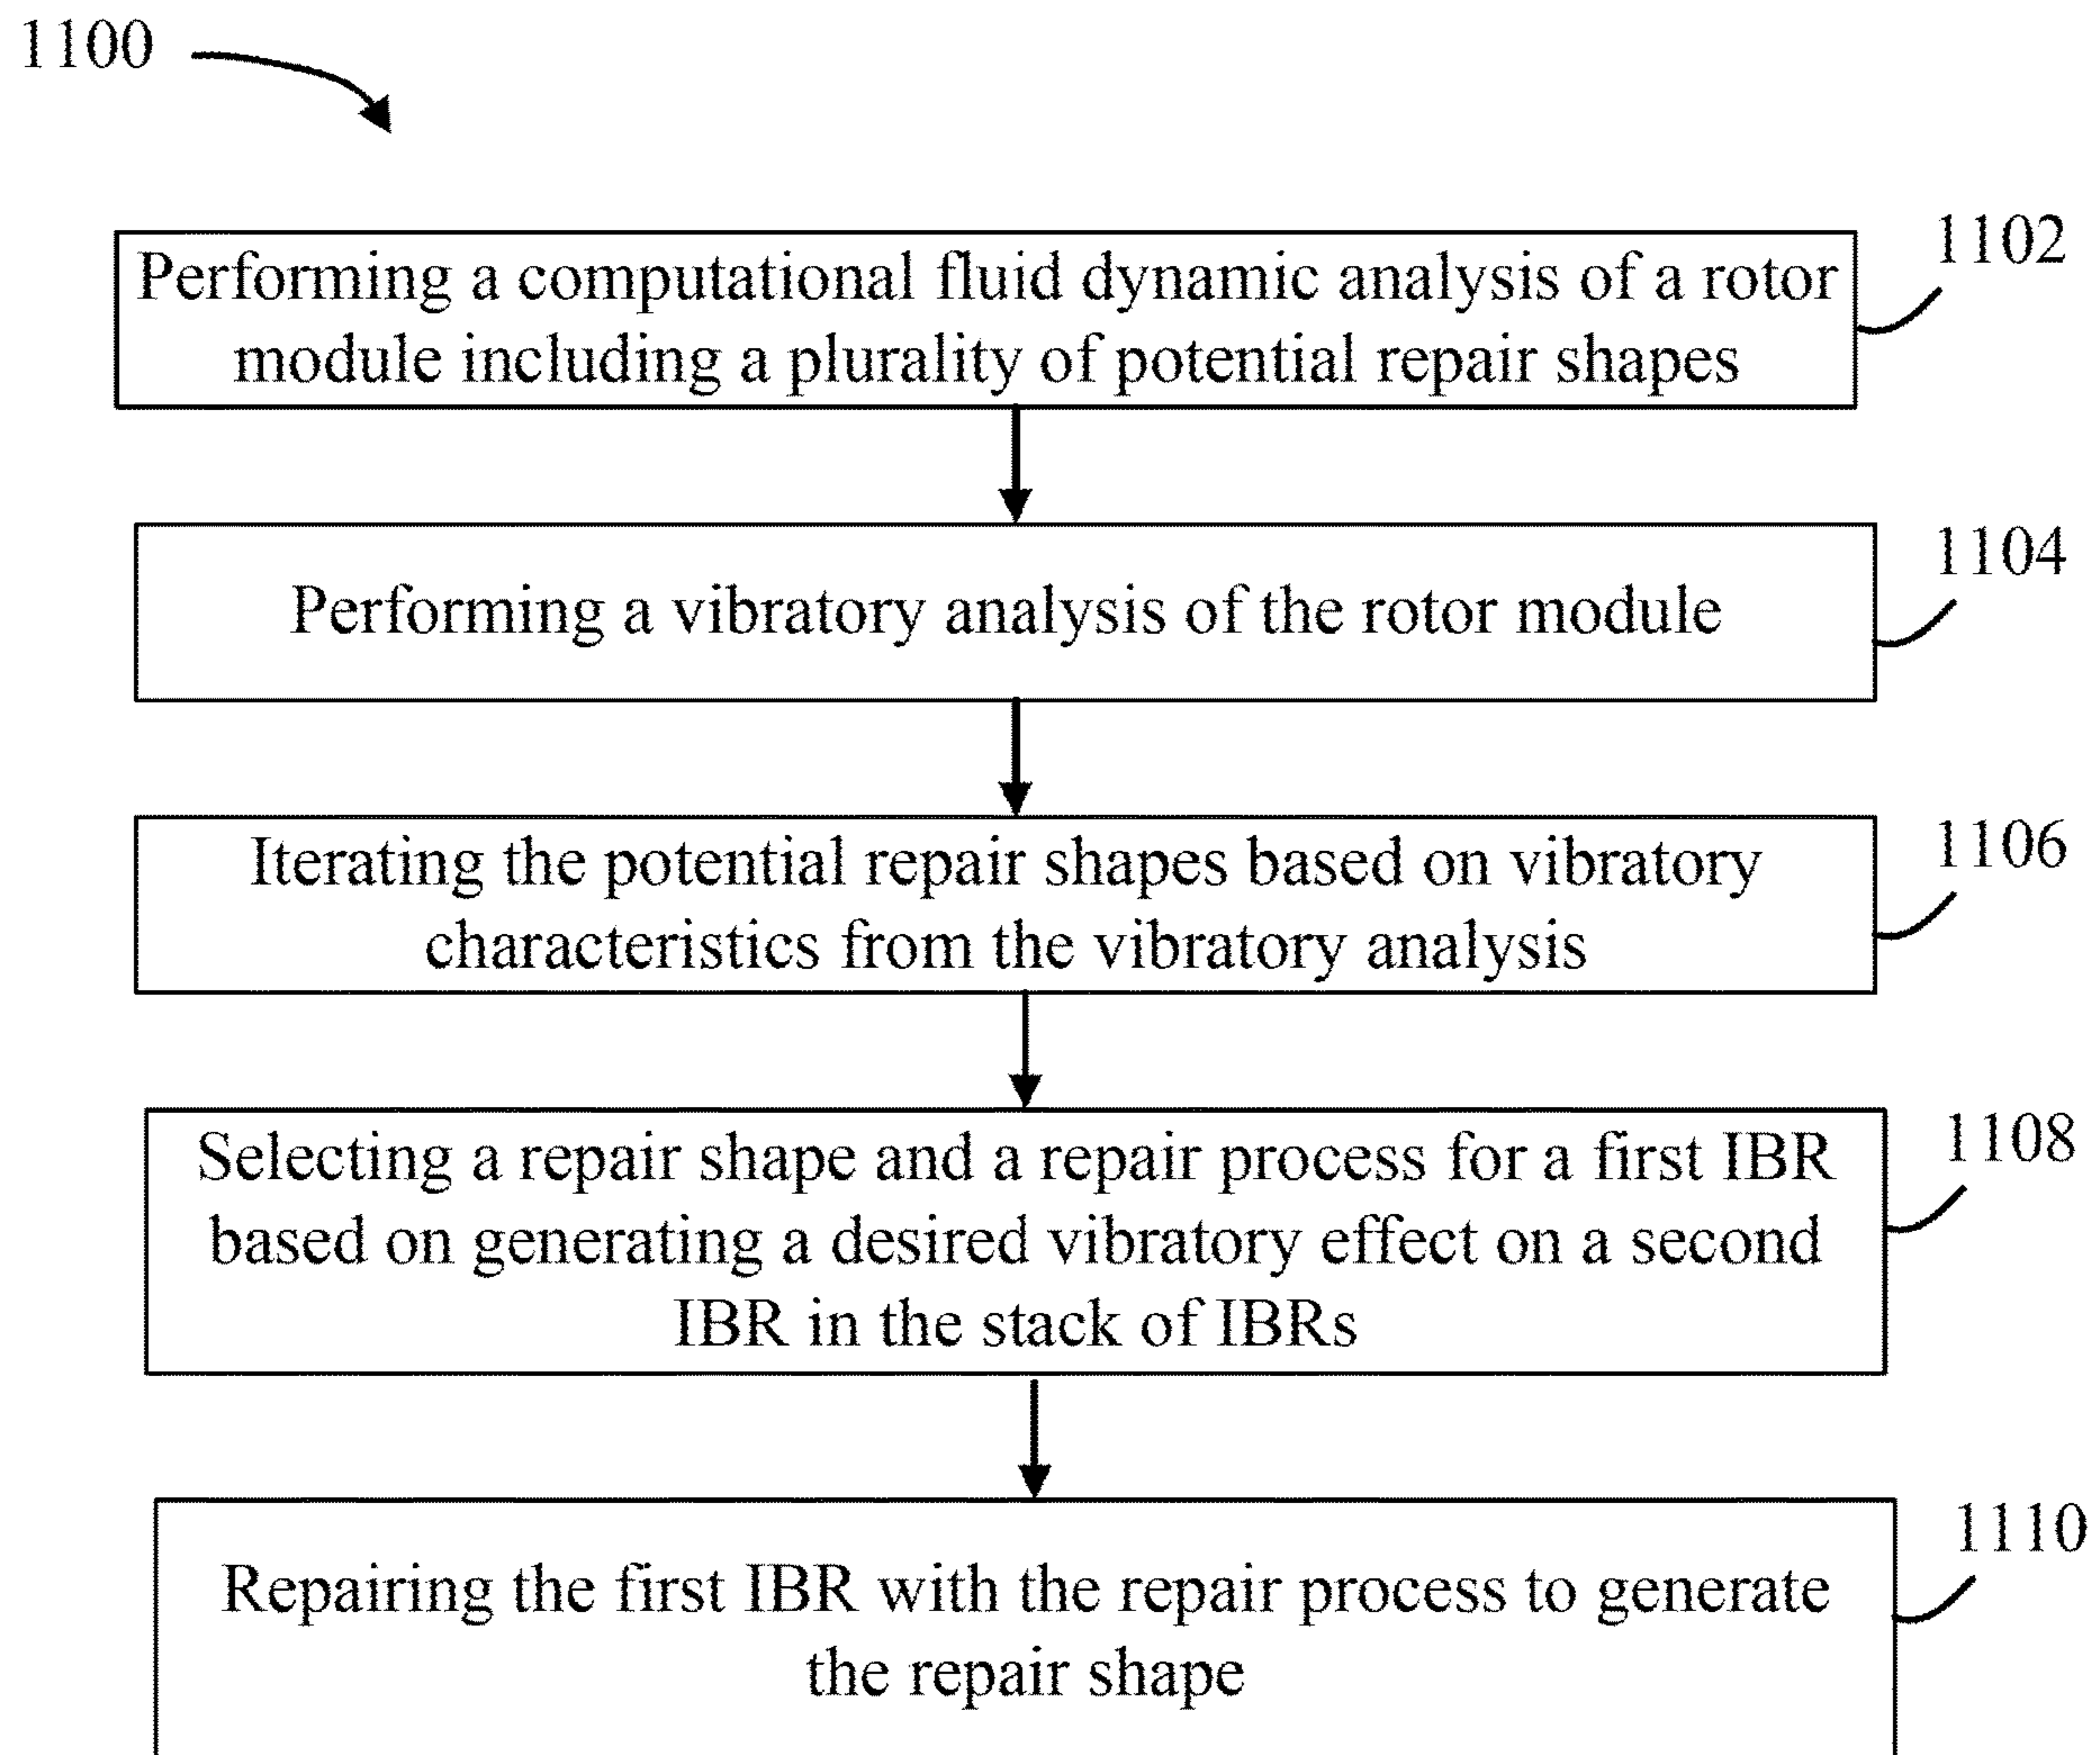 1100
1102
Performing a computational fluid dynamic analysis of a rotor
module including a plurality of potential repair shapes
1104
Performing a vibratory analysis of the rotor module
1106
Iterating the potential repair shapes based on vibratory
characteristics from the vibratory analysis
1108
Selecting a repair shape and a repair process for a first IBR
based on generating a desired vibratory effect on a second
IBR in the stack of IBRs
1110
Repairing the first IBR with the repair process to generate
the repair shape